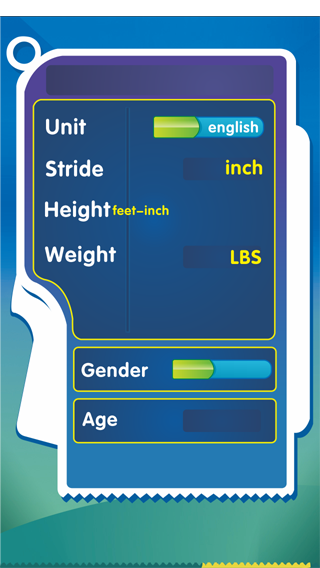 Unit english
Stride inch
Height feet-inch
Weight LBS
Gender
Age